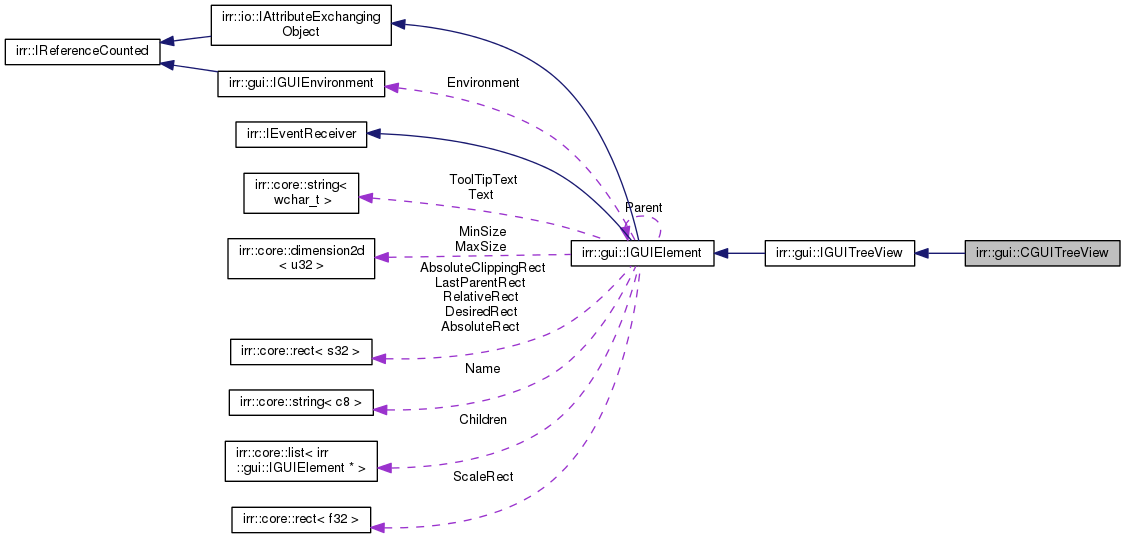 irr::io::IAttributeExchanging
Object
irr::IReferenceCounted
irr::gui::IGUIEnvironment
Environment
irr::IEventReceiver
irr::core::string<
wchar_t >
ToolTipText
Text
Parent
irr::core::dimension2d
< u32 >
MinSize
MaxSize
irr::gui::IGUIElement
irr::gui::IGUITreeView
irr::gui::CGUITreeView
AbsoluteClippingRect
LastParentRect
RelativeRect
DesiredRect
AbsoluteRect
irr::core::rect< s32 >
Name
irr::core::string< c8 >
Children
irr::core::list< irr
::gui::IGUIElement * >
ScaleRect
irr::core::rect< f32 >